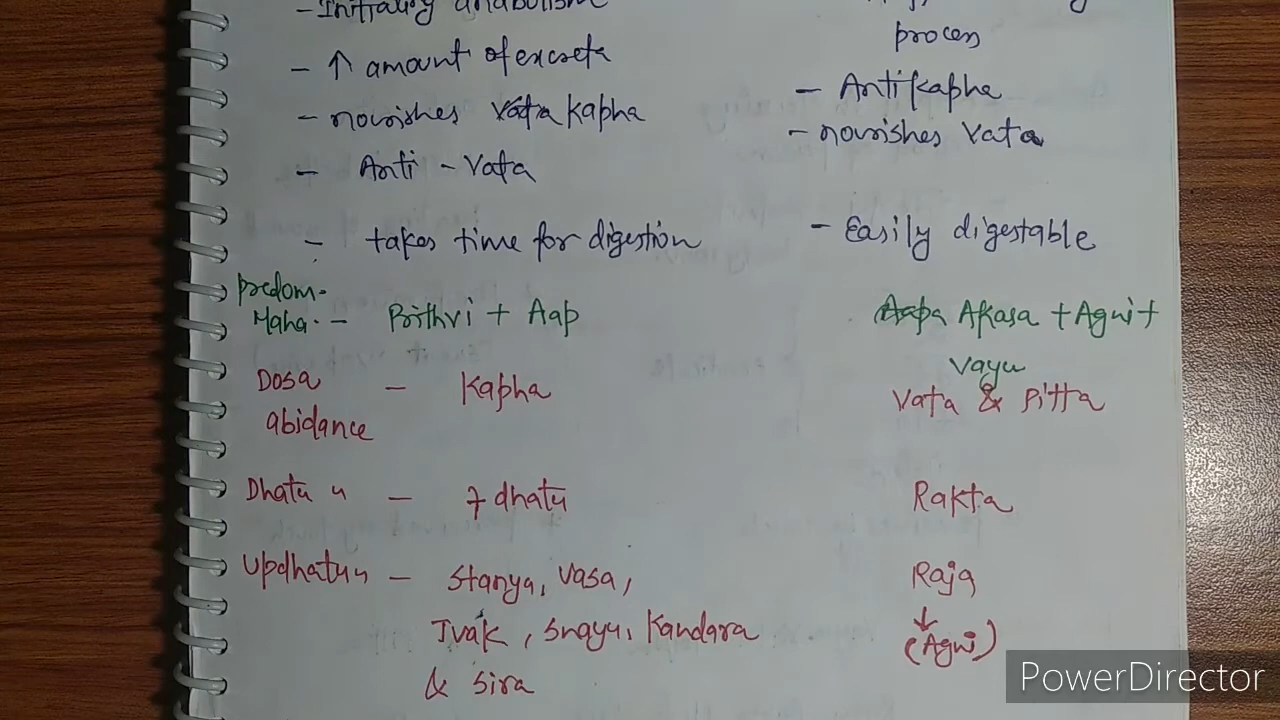 - Initially anabolism
process
- ↑ amount of excreta
- Antikapha
- nourishes kapha
- nourishes Vata
- Anti - Vata
- takes time for digestion
- Easily digestable
Predom.
Maha. - Prithvi + Aap
Akasa + Agni +
Vayu
Dosa - Kapha
abidance
Vata & Pitta
Dhatu " - 7 dhatu
Rakta
Updhatu " - Stanya, Vasa,
Tvak, Snayu, Kandara
& Sira
Raja
↓
(Agni)
PowerDirector